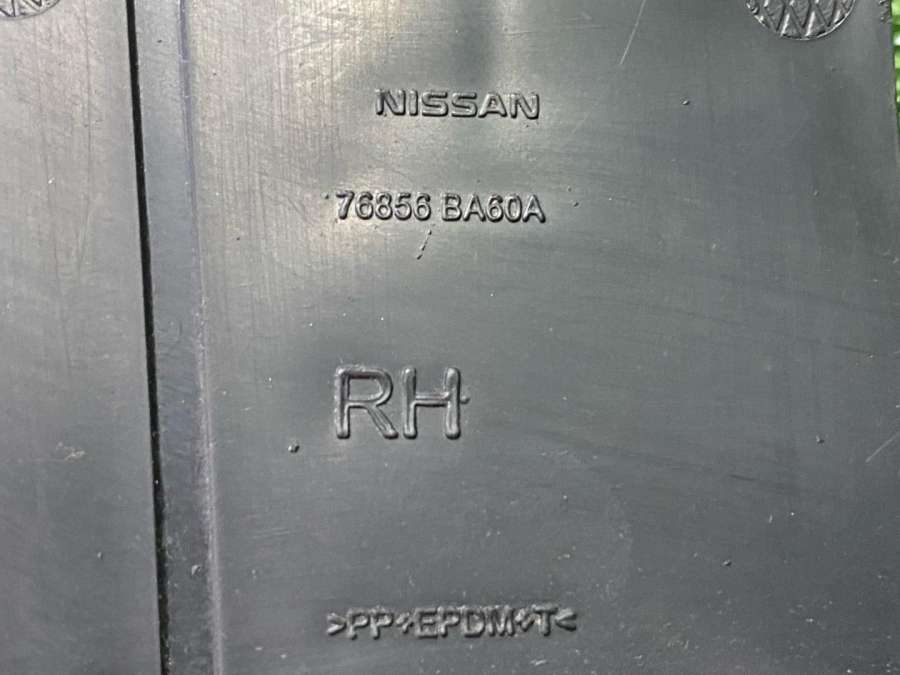 NISSAN
76856 BA60A
RH
>PP+EPDM+T<